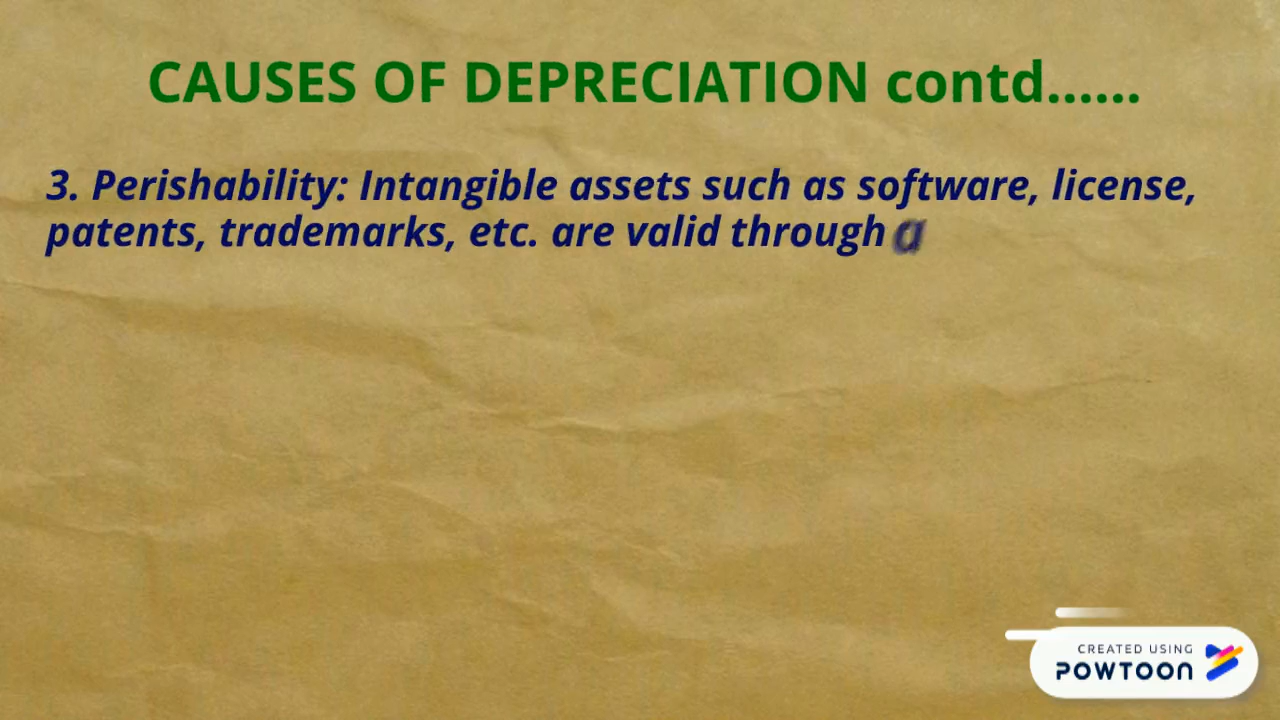 CAUSES OF DEPRECIATION contd......
3. Perishability: Intangible assets such as software, license,
patents, trademarks, etc. are valid through a
CREATED USING
POWTOON